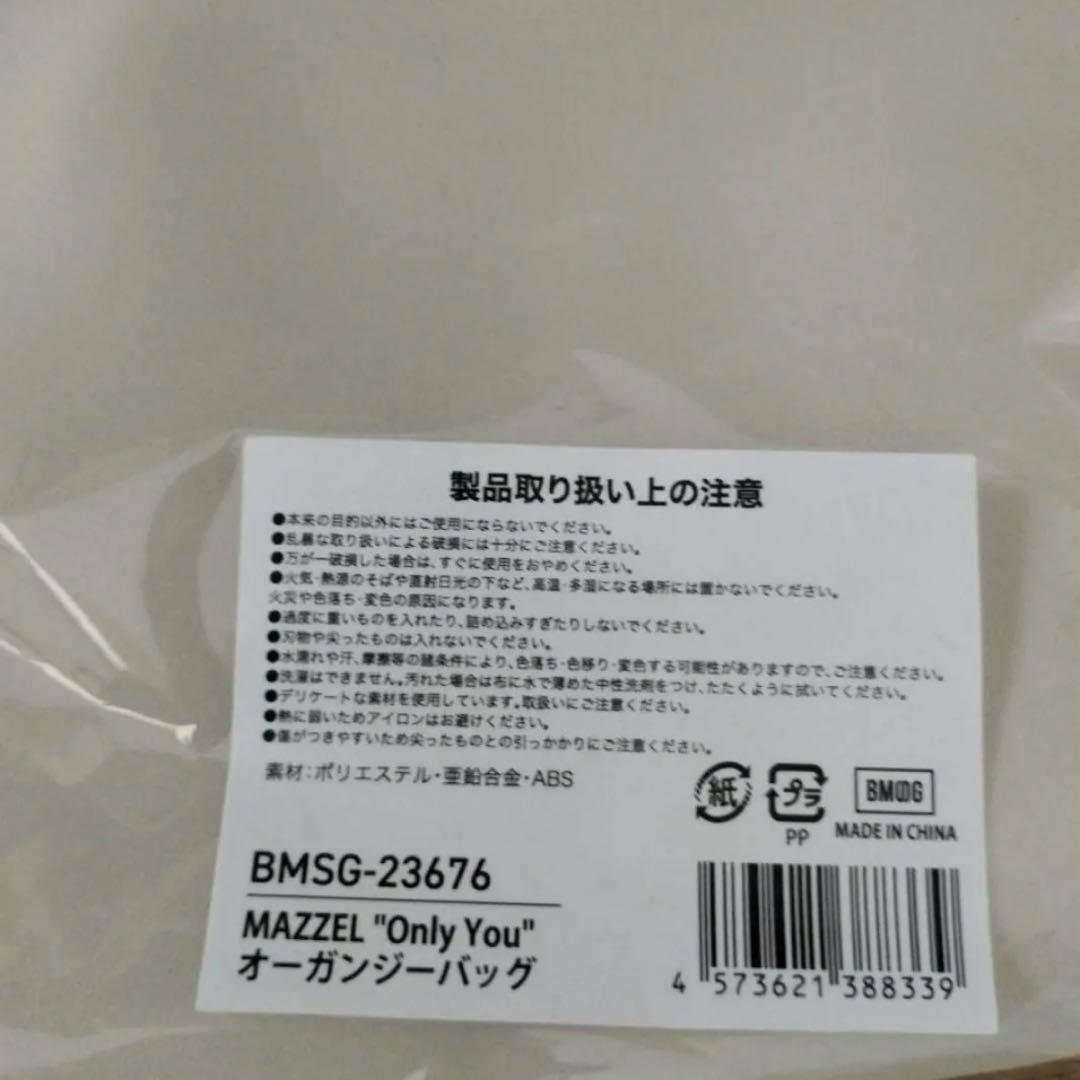 製品取り扱い上の注意
●本来の目的以外にはご使用にならないでください。
●乱暴な取り扱いによる破損には十分にご注意ください。
●万が一破損した場合は、すぐに使用をおやめください。
●火気・熱源のそばや直射日光の下など、高温・多湿になる場所には置かないでください。
火災や色落ち・変色の原因になります。
●過度に重いものを入れたり、詰め込みすぎたりしないでください。
●刃物や尖ったものは入れないでください。
●水濡れや汗、摩擦等の諸条件により、色落ち・色移り・変色する可能性がありますので、ご注意ください。
●洗濯はできません。汚れた場合は布に水で薄めた中性洗剤をつけ、たたくように拭いてください。
●デリケートな素材を使用しています。取扱いにご注意ください。
●熱に弱いためアイロンはお避けください。
●傷がつきやすいため尖ったものとの引っかかりにご注意ください。
素材：ポリエステル・亜鉛合金・ABS
紙 プラ BMSG
PP MADE IN CHINA
BMSG-23676
MAZZEL "Only You"
オーガンジーバッグ
4 573621 388339